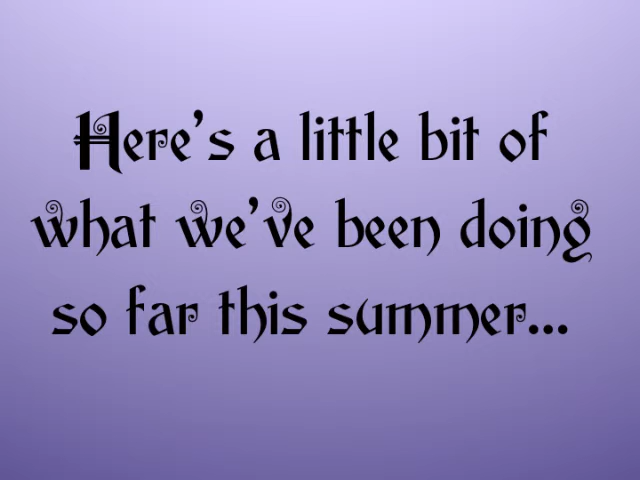 Here's a little bit of
what we've been doing
so far this summer...